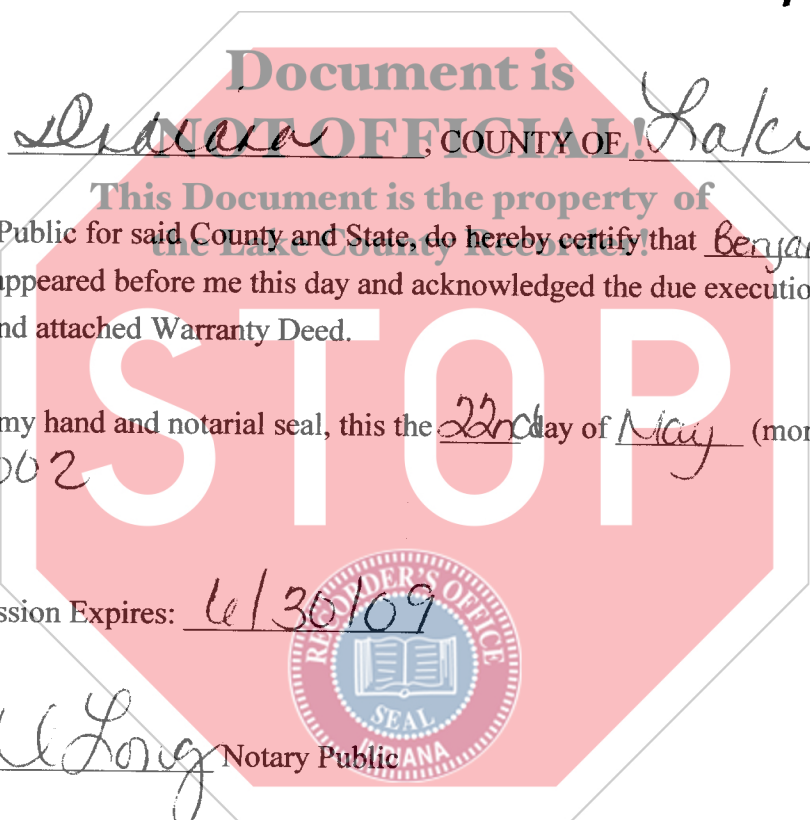 Document is
NOT OFFICIAL!
Indiana, COUNTY OF Lake
This Document is the property of
the Lake County Recorder!
Public for said County and State, do hereby certify that Benja
appeared before me this day and acknowledged the due executio
nd attached Warranty Deed.
STOP
my hand and notarial seal, this the 22nd day of May (mon
002
ssion Expires: 6/30/09
RECORDER'S OFFICE
SEAL
INDIANA
Long Notary Public